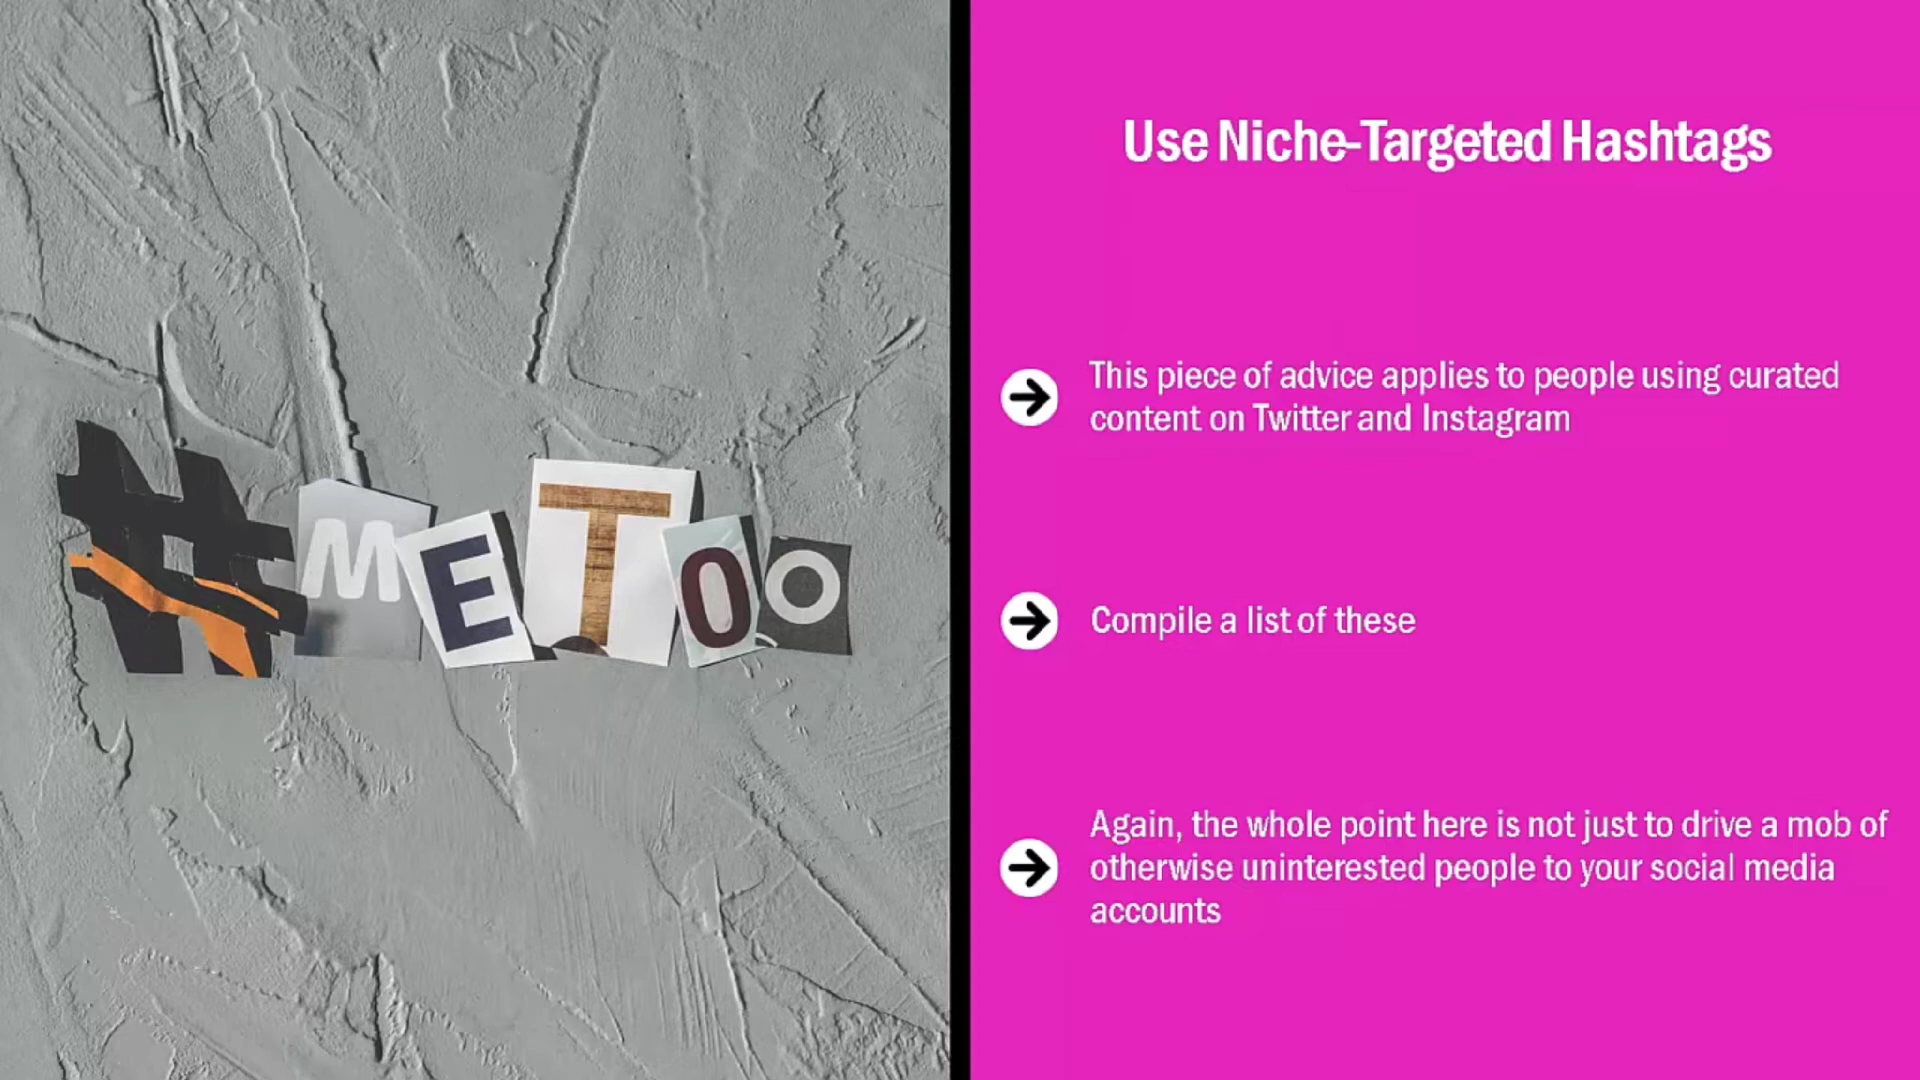 #METOO
Use Niche-Targeted Hashtags
This piece of advice applies to people using curated
content on Twitter and Instagram
Compile a list of these
Again, the whole point here is not just to drive a mob of
otherwise uninterested people to your social media
accounts